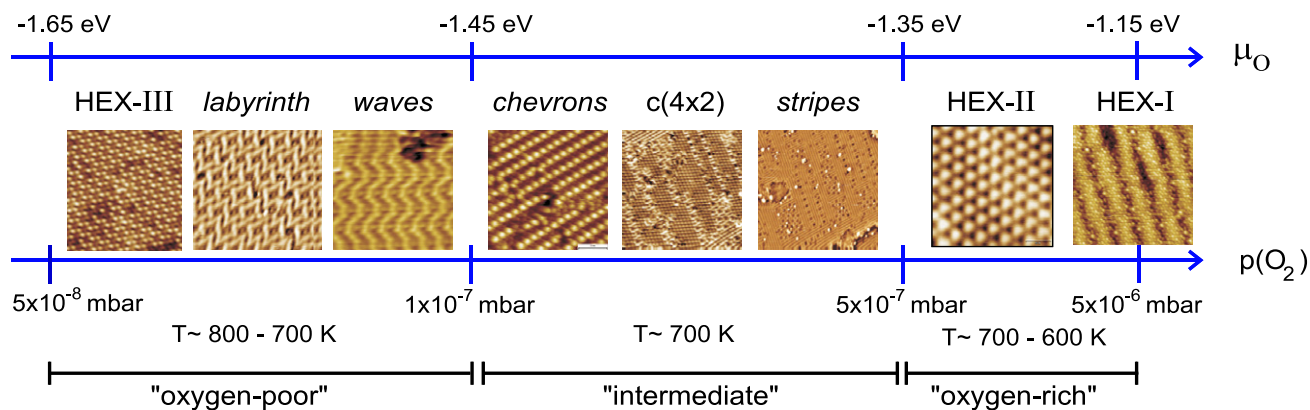 -1.65 eV -1.45 eV -1.35 eV -1.15 eV
μO
HEX-III labyrinth waves chevrons c(4x2) stripes HEX-II HEX-I
p(O2)
5x10-8 mbar 1x10-7 mbar 5x10-7 mbar 5x10-6 mbar
T~ 800 - 700 K T~ 700 K T~ 700 - 600 K
"oxygen-poor" "intermediate" "oxygen-rich"